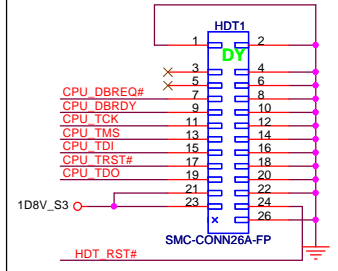 HDT1
DY
1 2
3 4
5 6
CPU_DBREQ# 7 8
CPU_DBRDY 9 10
CPU_TCK 11 12
CPU_TMS 13 14
CPU_TDI 15 16
CPU_TRST# 17 18
CPU_TDO 19 20
21 22
1D8V_S3 23 24
26
SMC-CONN26A-FP
HDT_RST#